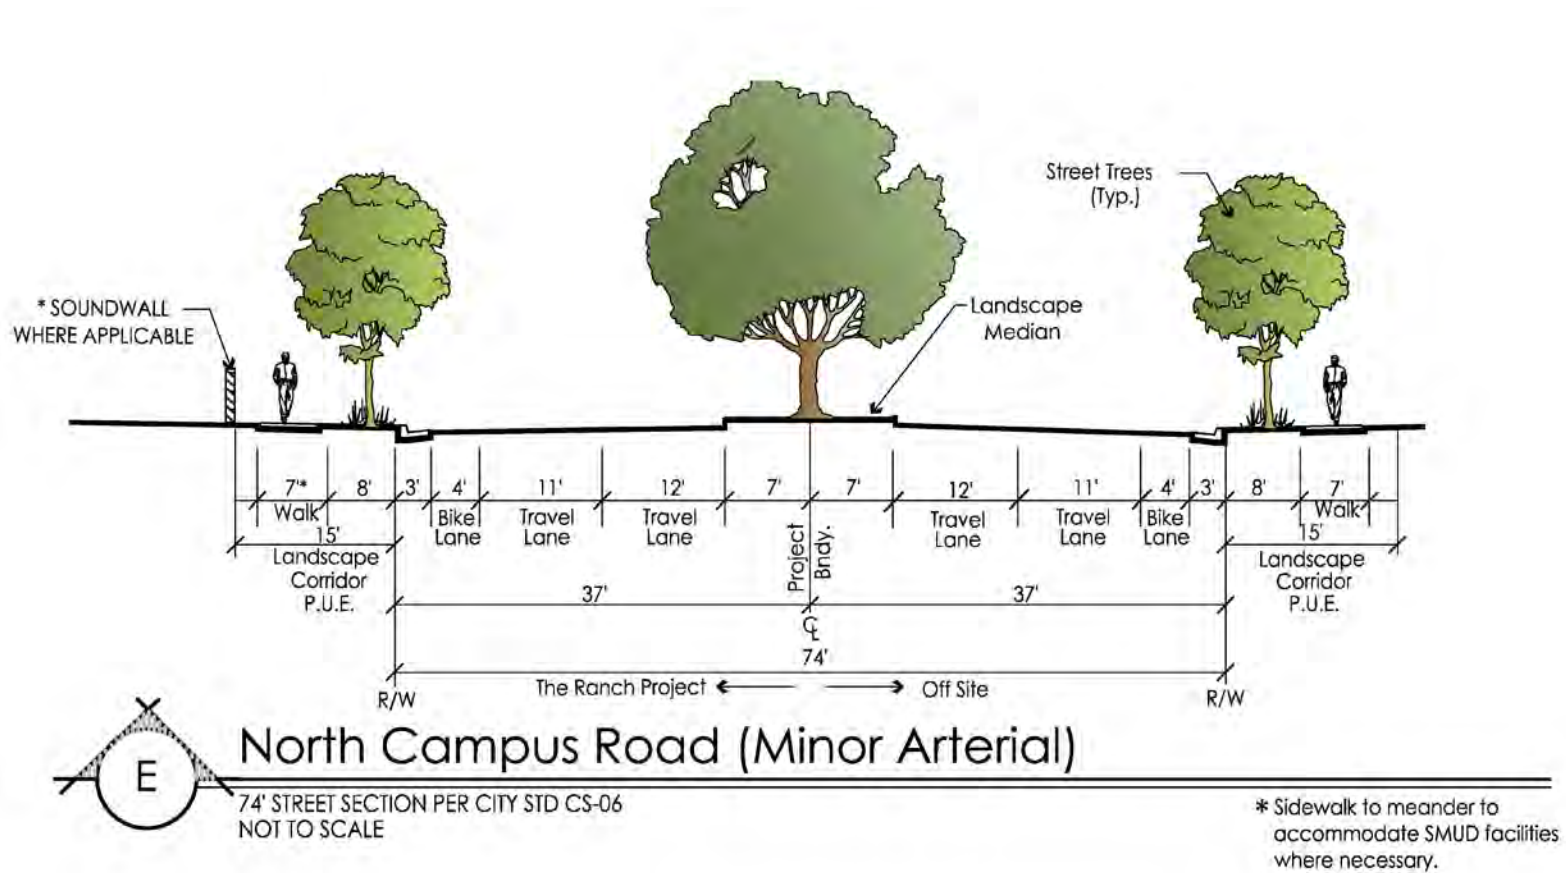 Street Trees
(Typ.)
* SOUNDWALL
WHERE APPLICABLE
Landscape
Median
7'* 8' 3' 4' 11' 12' 7' 7' 12' 11' 4' 3' 8' 7'
Walk Bike Travel Travel Travel Travel Bike Walk
Lane Lane Lane Lane Lane Lane
15' 15'
Landscape
Corridor
P.U.E.
Project
Bndy.
Landscape
Corridor
P.U.E.
37' 37'
CL
74'
The Ranch Project Off Site
R/W R/W
E
North Campus Road (Minor Arterial)
74' STREET SECTION PER CITY STD CS-06
NOT TO SCALE
* Sidewalk to meander to
accommodate SMUD facilities
where necessary.